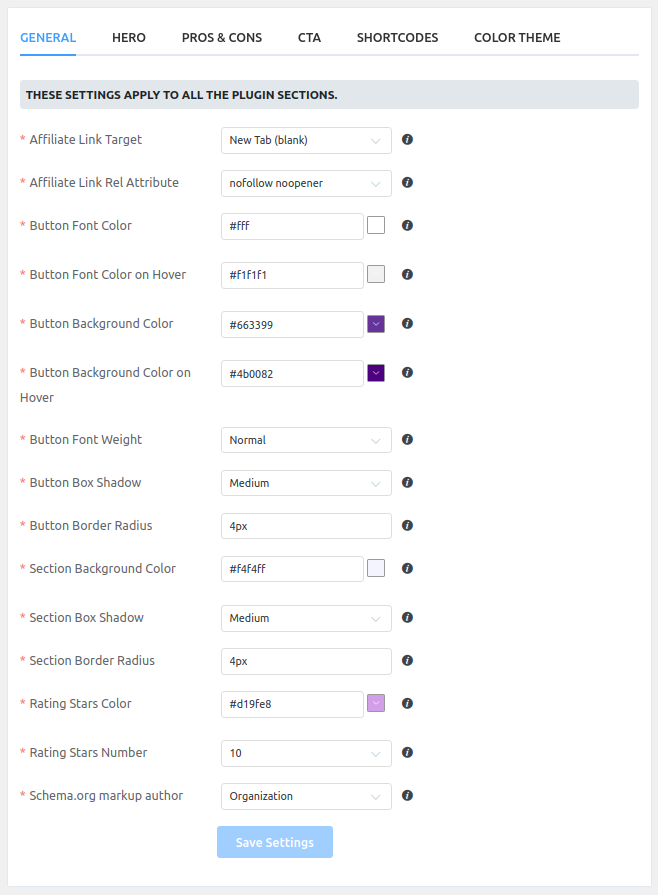 GENERAL HERO PROS & CONS CTA SHORTCODES COLOR THEME
THESE SETTINGS APPLY TO ALL THE PLUGIN SECTIONS.
* Affiliate Link Target New Tab (blank)
* Affiliate Link Rel Attribute nofollow noopener
* Button Font Color #fff
* Button Font Color on Hover #f1f1f1
* Button Background Color #663399
* Button Background Color on #4b0082
Hover
* Button Font Weight Normal
* Button Box Shadow Medium
* Button Border Radius 4px
* Section Background Color #f4f4ff
* Section Box Shadow Medium
* Section Border Radius 4px
* Rating Stars Color #d19fe8
* Rating Stars Number 10
* Schema.org markup author Organization
Save Settings